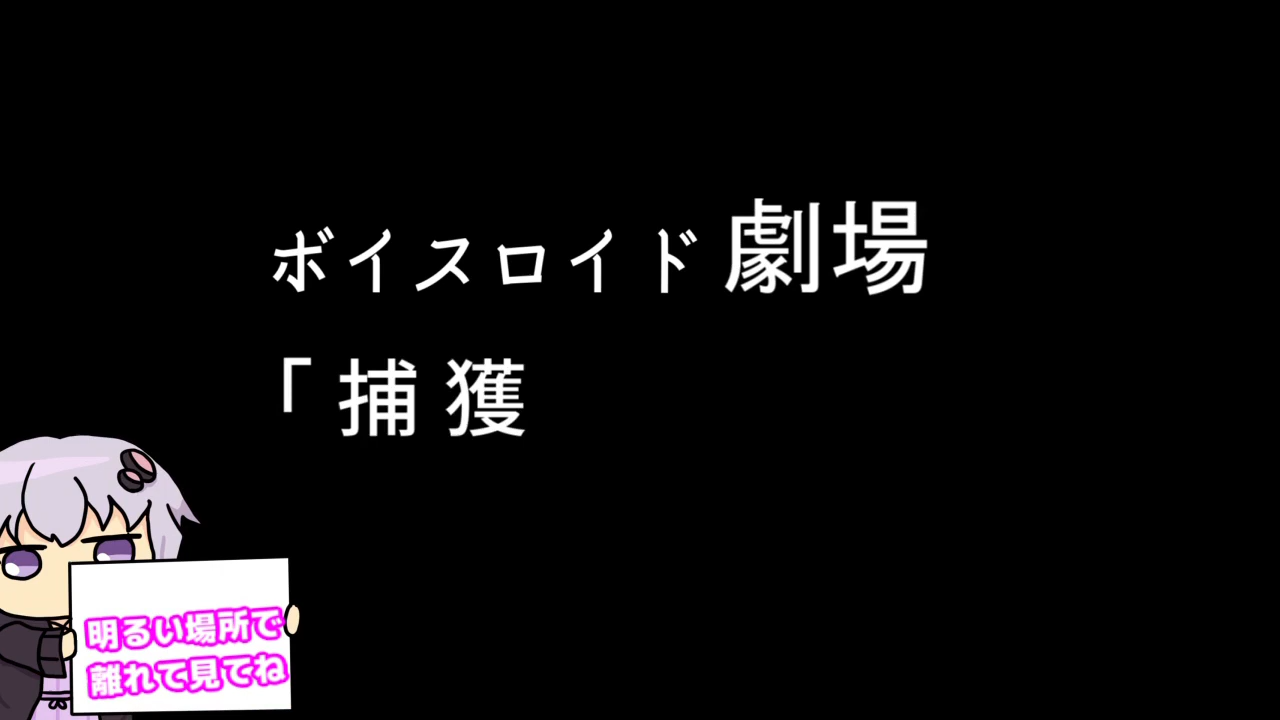 ボイスロイド劇場
「捕獲
明るい場所で
離れて見てね